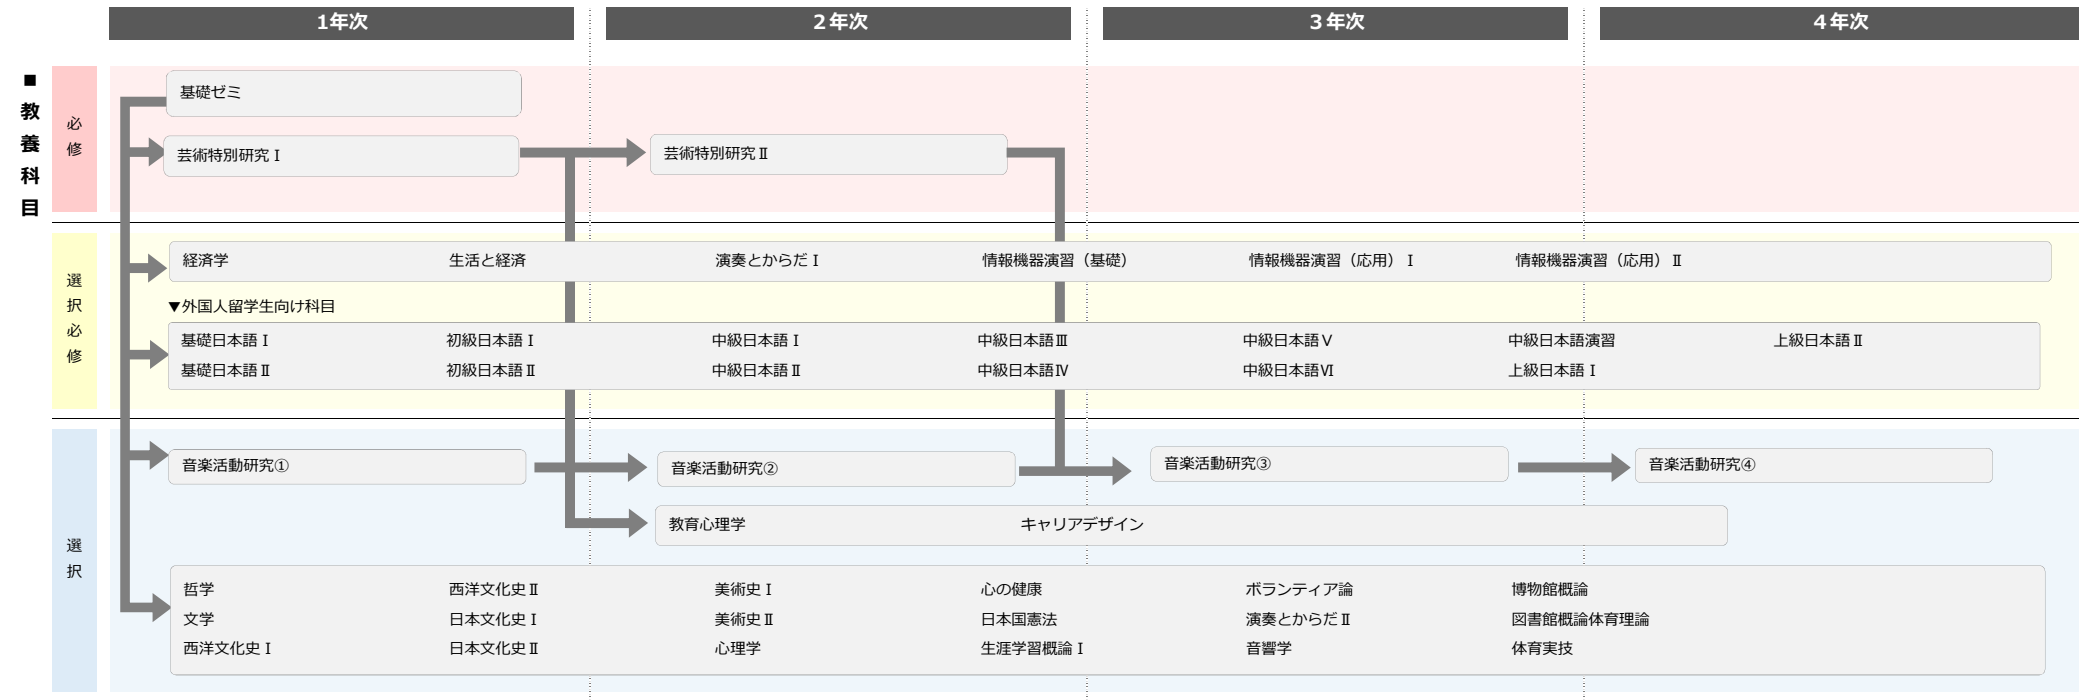 1年次 ２年次 ３年次 ４年次
■教養科目
必修
基礎ゼミ
芸術特別研究Ⅰ 芸術特別研究Ⅱ
選択必修
経済学 生活と経済 演奏とからだⅠ 情報機器演習（基礎） 情報機器演習（応用）Ⅰ 情報機器演習（応用）Ⅱ
▼外国人留学生向け科目
基礎日本語Ⅰ 初級日本語Ⅰ 中級日本語Ⅰ 中級日本語Ⅲ 中級日本語Ⅴ 中級日本語演習 上級日本語Ⅱ
基礎日本語Ⅱ 初級日本語Ⅱ 中級日本語Ⅱ 中級日本語Ⅳ 中級日本語Ⅵ 上級日本語Ⅰ
選択
音楽活動研究① 音楽活動研究② 音楽活動研究③ 音楽活動研究④
教育心理学 キャリアデザイン
哲学 西洋文化史Ⅱ 美術史Ⅰ 心の健康 ボランティア論 博物館概論
文学 日本文化史Ⅰ 美術史Ⅱ 日本国憲法 演奏とからだⅡ 図書館概論体育理論
西洋文化史Ⅰ 日本文化史Ⅱ 心理学 生涯学習概論Ⅰ 音響学 体育実技